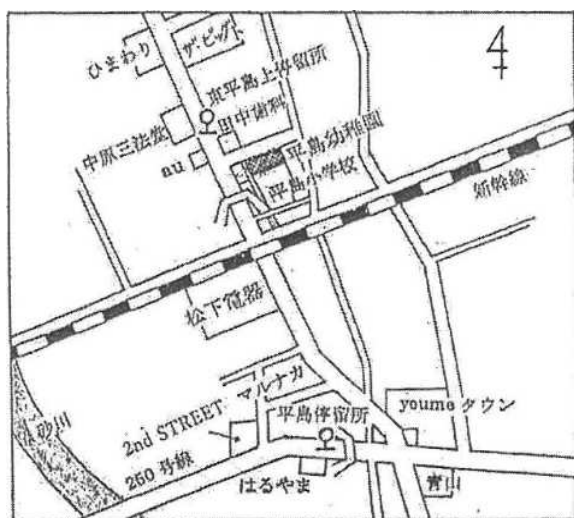 ひまわり
ザ・ビッグ
東平島上停留所
田中歯科
中原三法堂
au
平島幼稚園
平島小学校
新幹線
松下電器
マルナカ
youme タウン
平島停留所
2nd STREET
砂川
250 号線
はるやま
青山